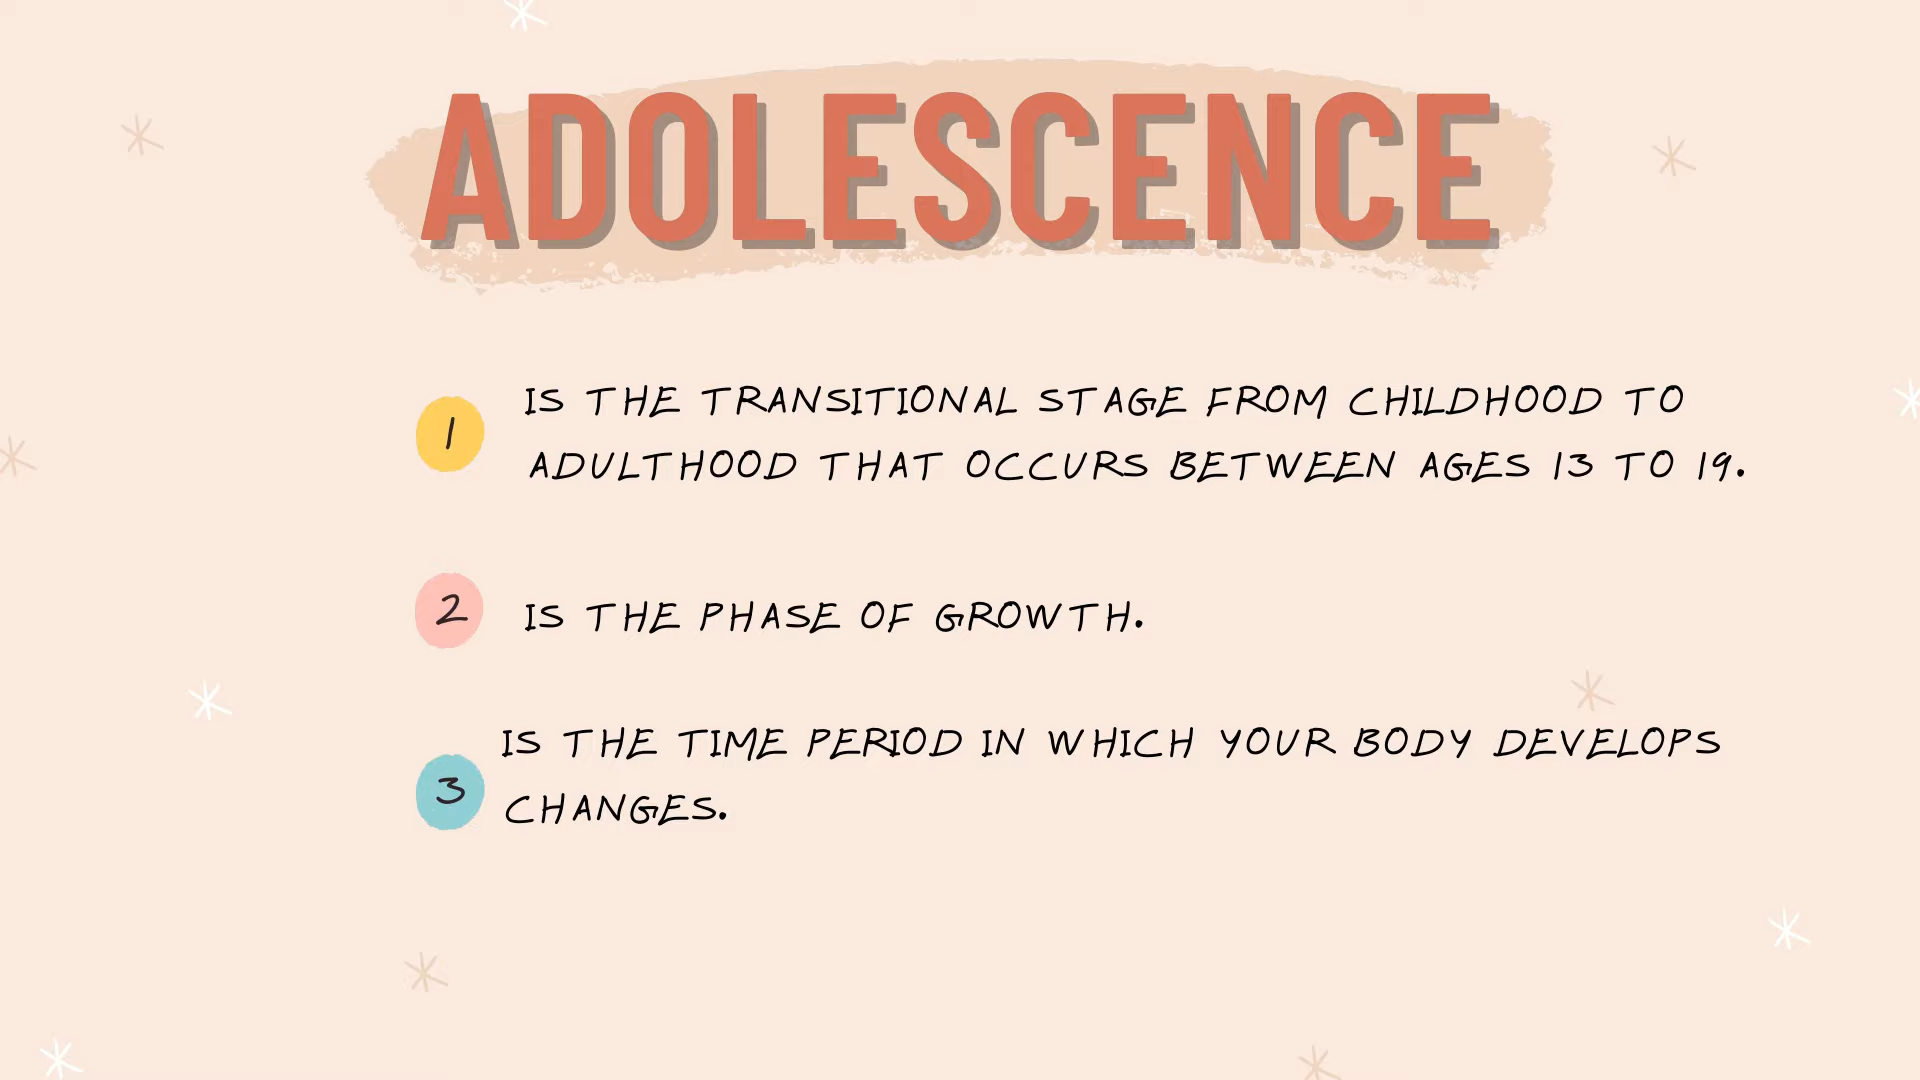 ADOLESCENCE
1
IS THE TRANSITIONAL STAGE FROM CHILDHOOD TO
ADULTHOOD THAT OCCURS BETWEEN AGES 13 TO 19.
2
IS THE PHASE OF GROWTH.
3
IS THE TIME PERIOD IN WHICH YOUR BODY DEVELOPS
CHANGES.